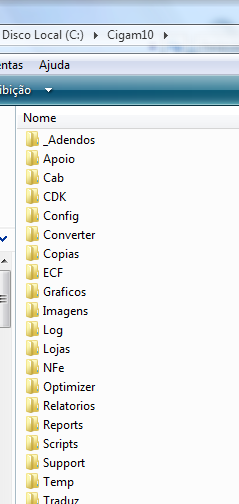 Disco Local (C:) Cigam10
entas Ajuda
ibição
Nome
_Adendos
Apoio
Cab
CDK
Config
Converter
Copias
ECF
Graficos
Imagens
Log
Lojas
NFe
Optimizer
Relatorios
Reports
Scripts
Support
Temp
Traduz